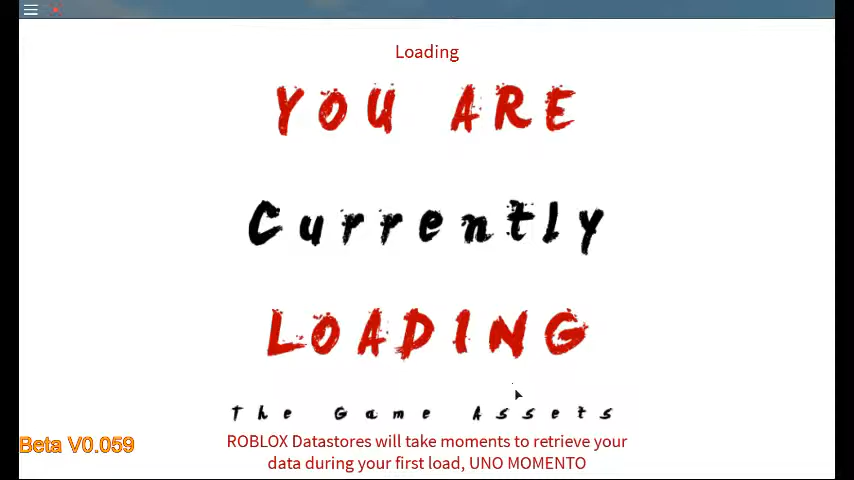 Loading
YOU ARE
Currently
LOADING
The Game Assets
Beta V0.059
ROBLOX Datastores will take moments to retrieve your
data during your first load, UNO MOMENTO